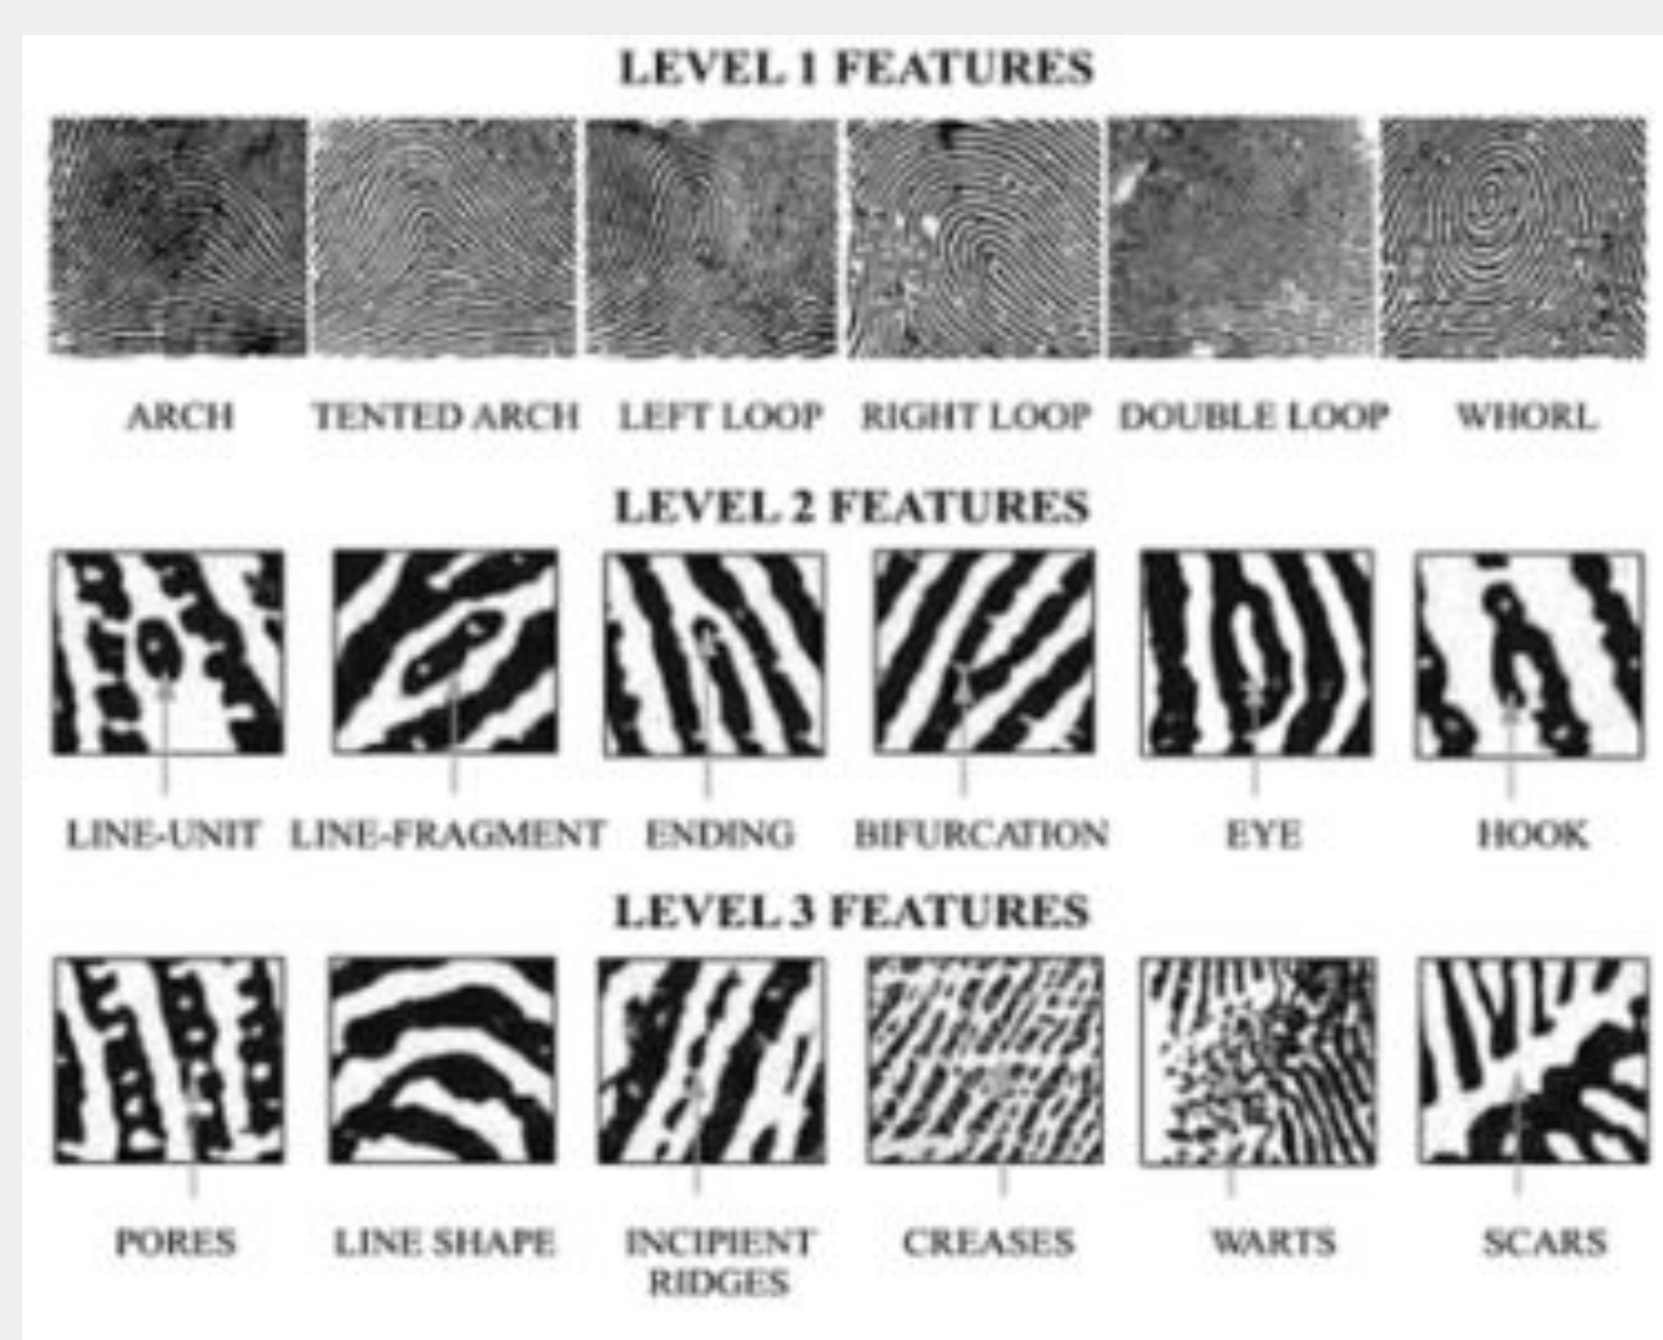 LEVEL 1 FEATURES
ARCH TENTED ARCH LEFT LOOP RIGHT LOOP DOUBLE LOOP WHORL
LEVEL 2 FEATURES
LINE-UNIT LINE-FRAGMENT ENDING BIFURCATION EYE HOOK
LEVEL 3 FEATURES
PORES LINE SHAPE INCIPIENT RIDGES CREASES WARTS SCARS